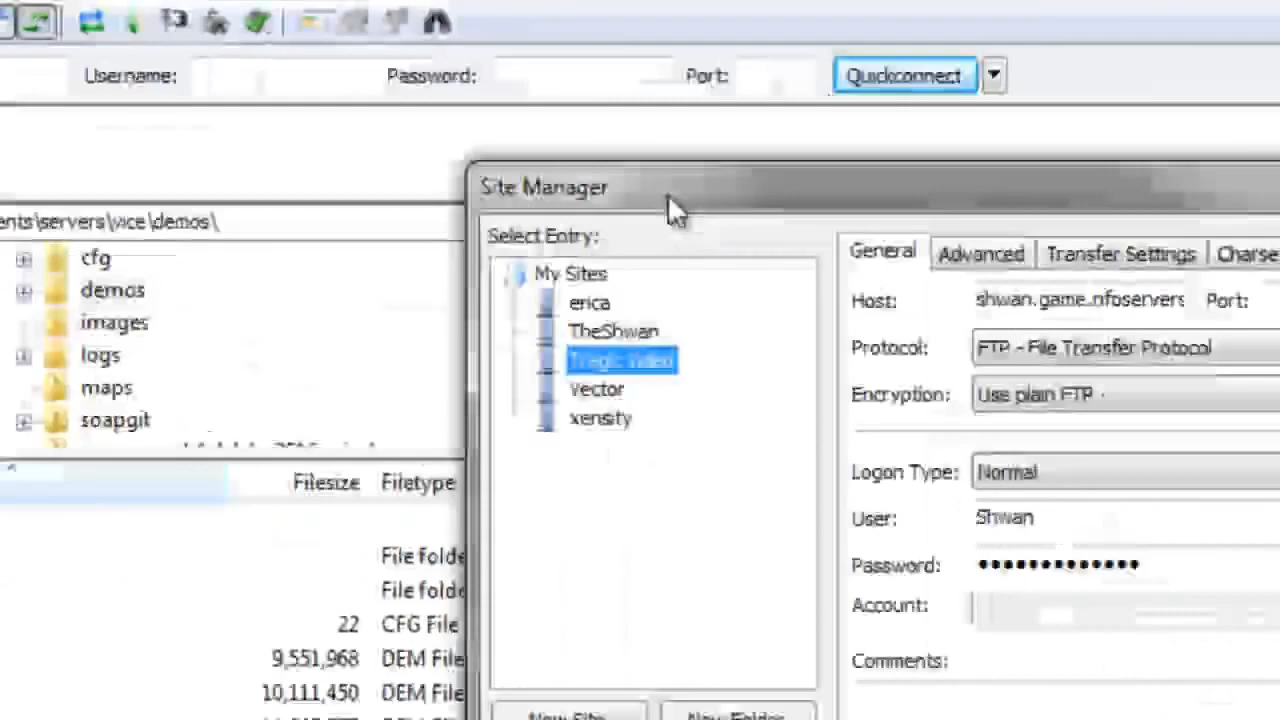 Username: Password: Port: Quickconnect
Site Manager
ents\servers\vice\demos\
Select Entry:
cfg
demos
images
logs
maps
soapgit
My Sites
erica
TheShwan
Tragic Video
Vector
xensity
General Advanced Transfer Settings Charse
Host: shwan.game.nfoservers Port:
Protocol: FTP - File Transfer Protocol
Encryption: Use plain FTP
Logon Type: Normal
User: Shwan
Password: •••••••••••••
Account:
Comments:
Filesize Filetype
File folde
File folde
22 CFG File
9,551,968 DEM File
10,111,450 DEM File
New Site New Folder